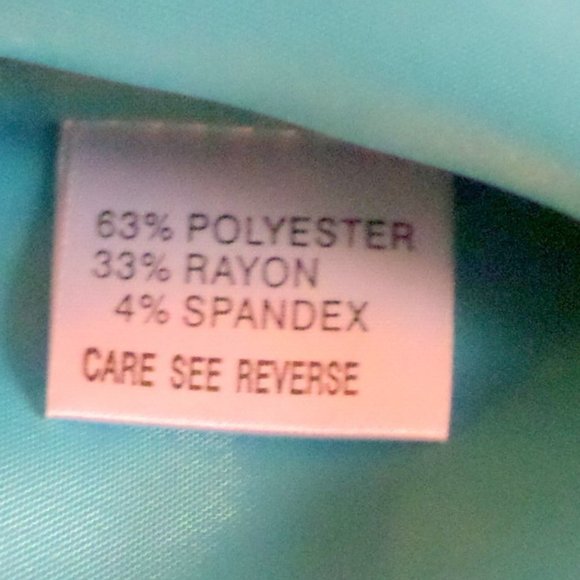 63% POLYESTER
33% RAYON
4% SPANDEX
CARE SEE REVERSE